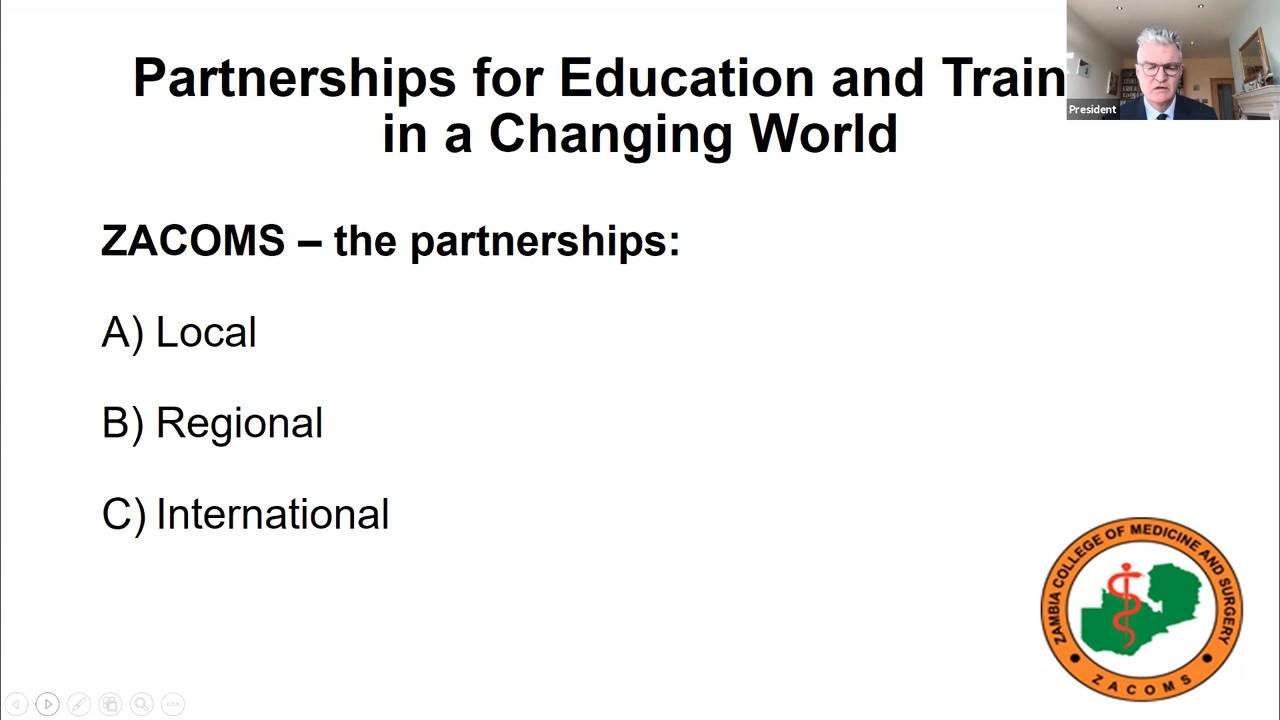 Partnerships for Education and Train
in a Changing World
President
ZACOMS – the partnerships:
A) Local
B) Regional
C) International
ZAMBIA COLLEGE OF MEDICINE AND SURGERY
ZACOMS